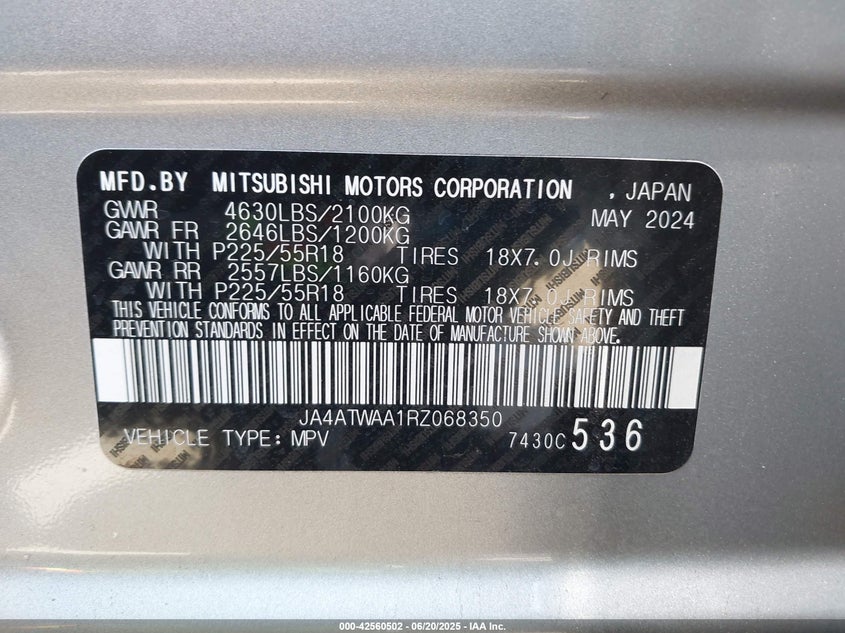 MFD.BY MITSUBISHI MOTORS CORPORATION , JAPAN
GVWR 4630LBS/2100KG MAY 2024
GAWR FR 2646LBS/1200KG
WITH P225/55R18 TIRES 18X7.0J RIMS
GAWR RR 2557LBS/1160KG
WITH P225/55R18 TIRES 18X7.0J RIMS
THIS VEHICLE CONFORMS TO ALL APPLICABLE FEDERAL MOTOR VEHICLE SAFETY AND THEFT
PREVENTION STANDARDS IN EFFECT ON THE DATE OF MANUFACTURE SHOWN ABOVE.
JA4ATWAA1RZ068350
VEHICLE TYPE: MPV 7430C 536
000-42560502 - 06/20/2025 - IAA Inc.